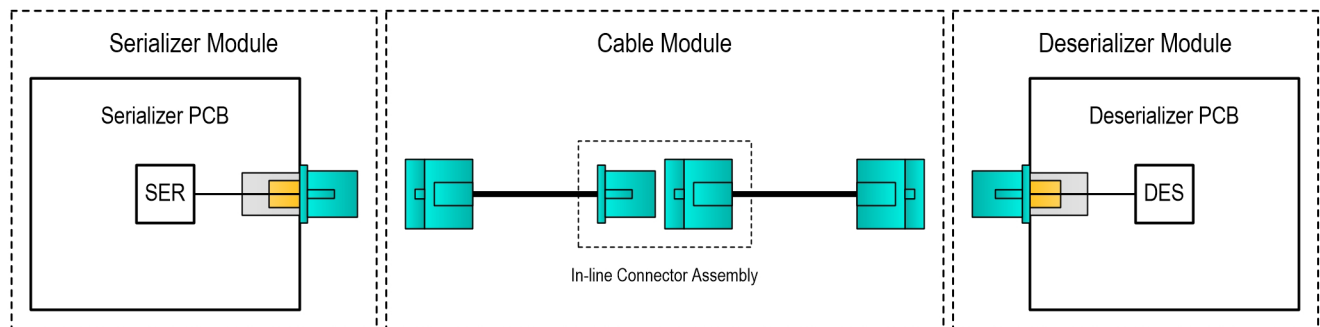 Serializer Module
Cable Module
Deserializer Module
Serializer PCB
Deserializer PCB
SER
DES
In-line Connector Assembly